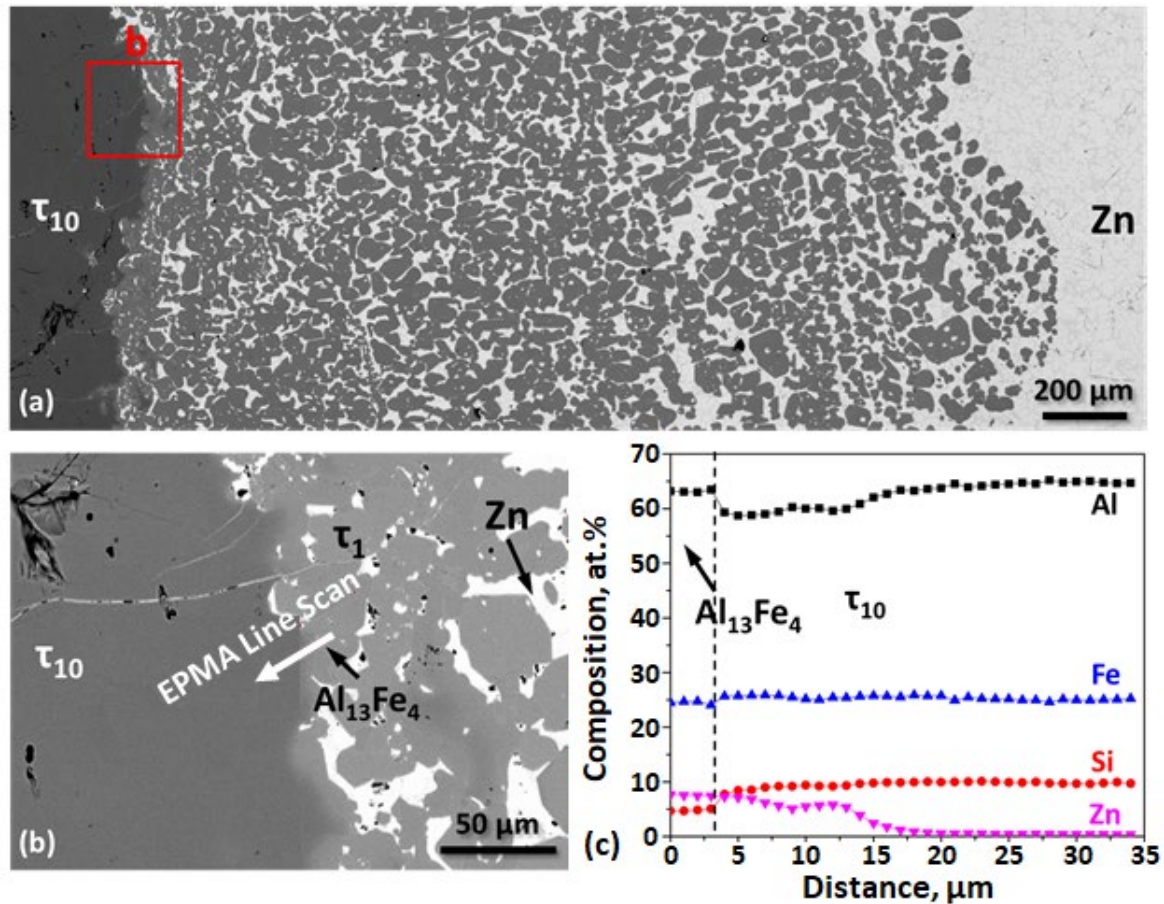 b
τ10
Zn
(a)
200 μm
Zn
τ1
EPMA Line Scan
τ10
Al13Fe4
(b)
50 μm
Composition, at.%
70
60
50
40
30
20
10
0
Al
Al13Fe4
τ10
Fe
Si
Zn
(c)
0 5 10 15 20 25 30 35
Distance, μm